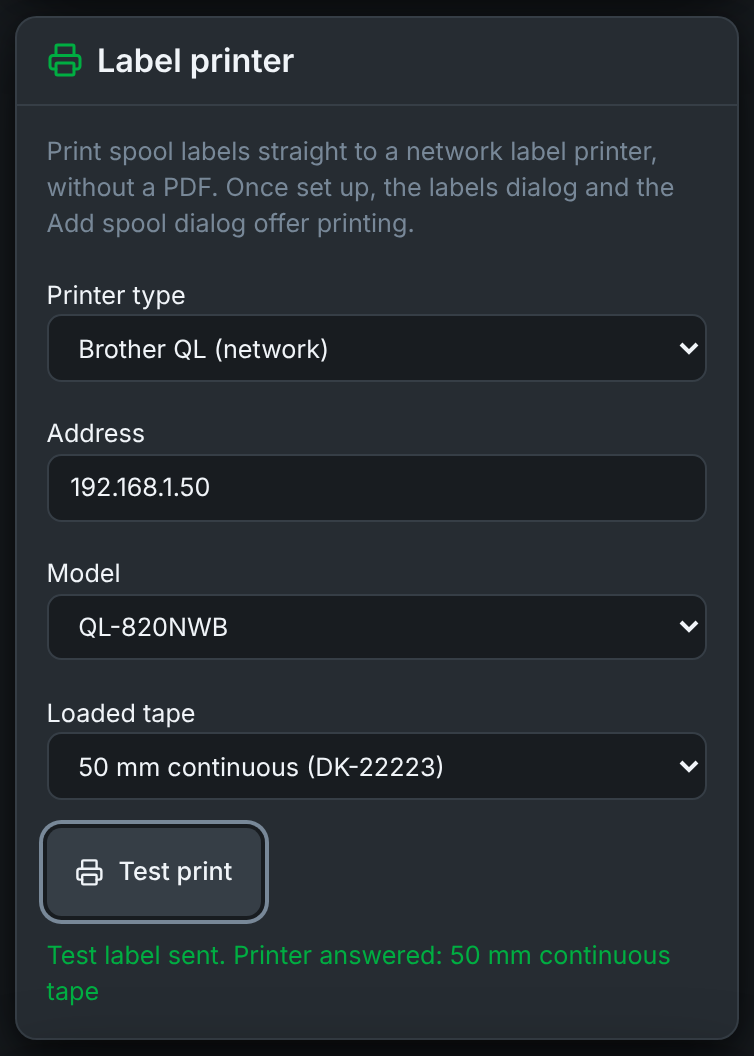 Label printer
Print spool labels straight to a network label printer,
without a PDF. Once set up, the labels dialog and the
Add spool dialog offer printing.
Printer type
Brother QL (network)
Address
192.168.1.50
Model
QL-820NWB
Loaded tape
50 mm continuous (DK-22223)
Test print
Test label sent. Printer answered: 50 mm continuous
tape